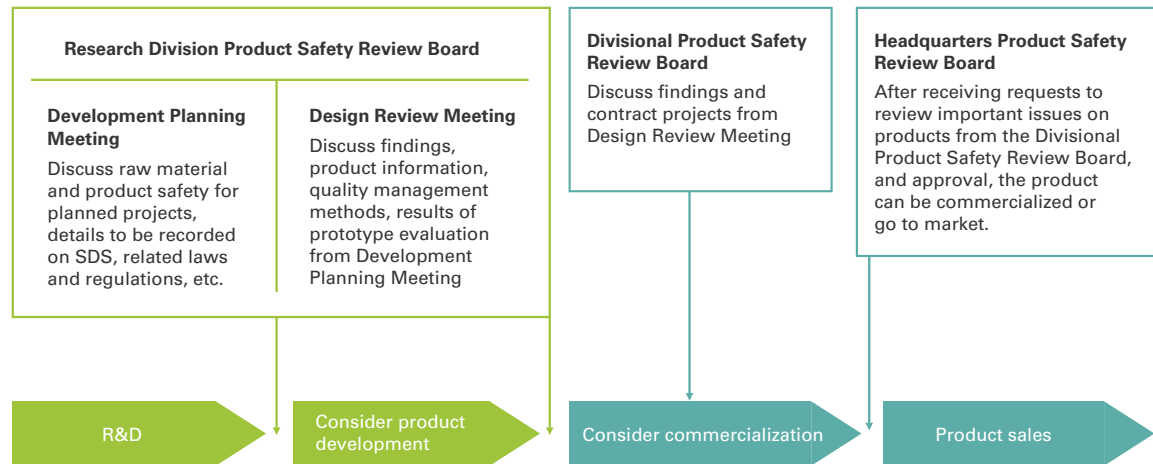 Research Division Product Safety Review Board
Development Planning
Meeting
Discuss raw material
and product safety for
planned projects,
details to be recorded
on SDS, related laws
and regulations, etc.
Design Review Meeting
Discuss findings,
product information,
quality management
methods, results of
prototype evaluation
from Development
Planning Meeting
Divisional Product Safety
Review Board
Discuss findings and
contract projects from
Design Review Meeting
Headquarters Product Safety
Review Board
After receiving requests to
review important issues on
products from the Divisional
Product Safety Review Board,
and approval, the product
can be commercialized or
go to market.
R&D
Consider product
development
Consider commercialization
Product sales